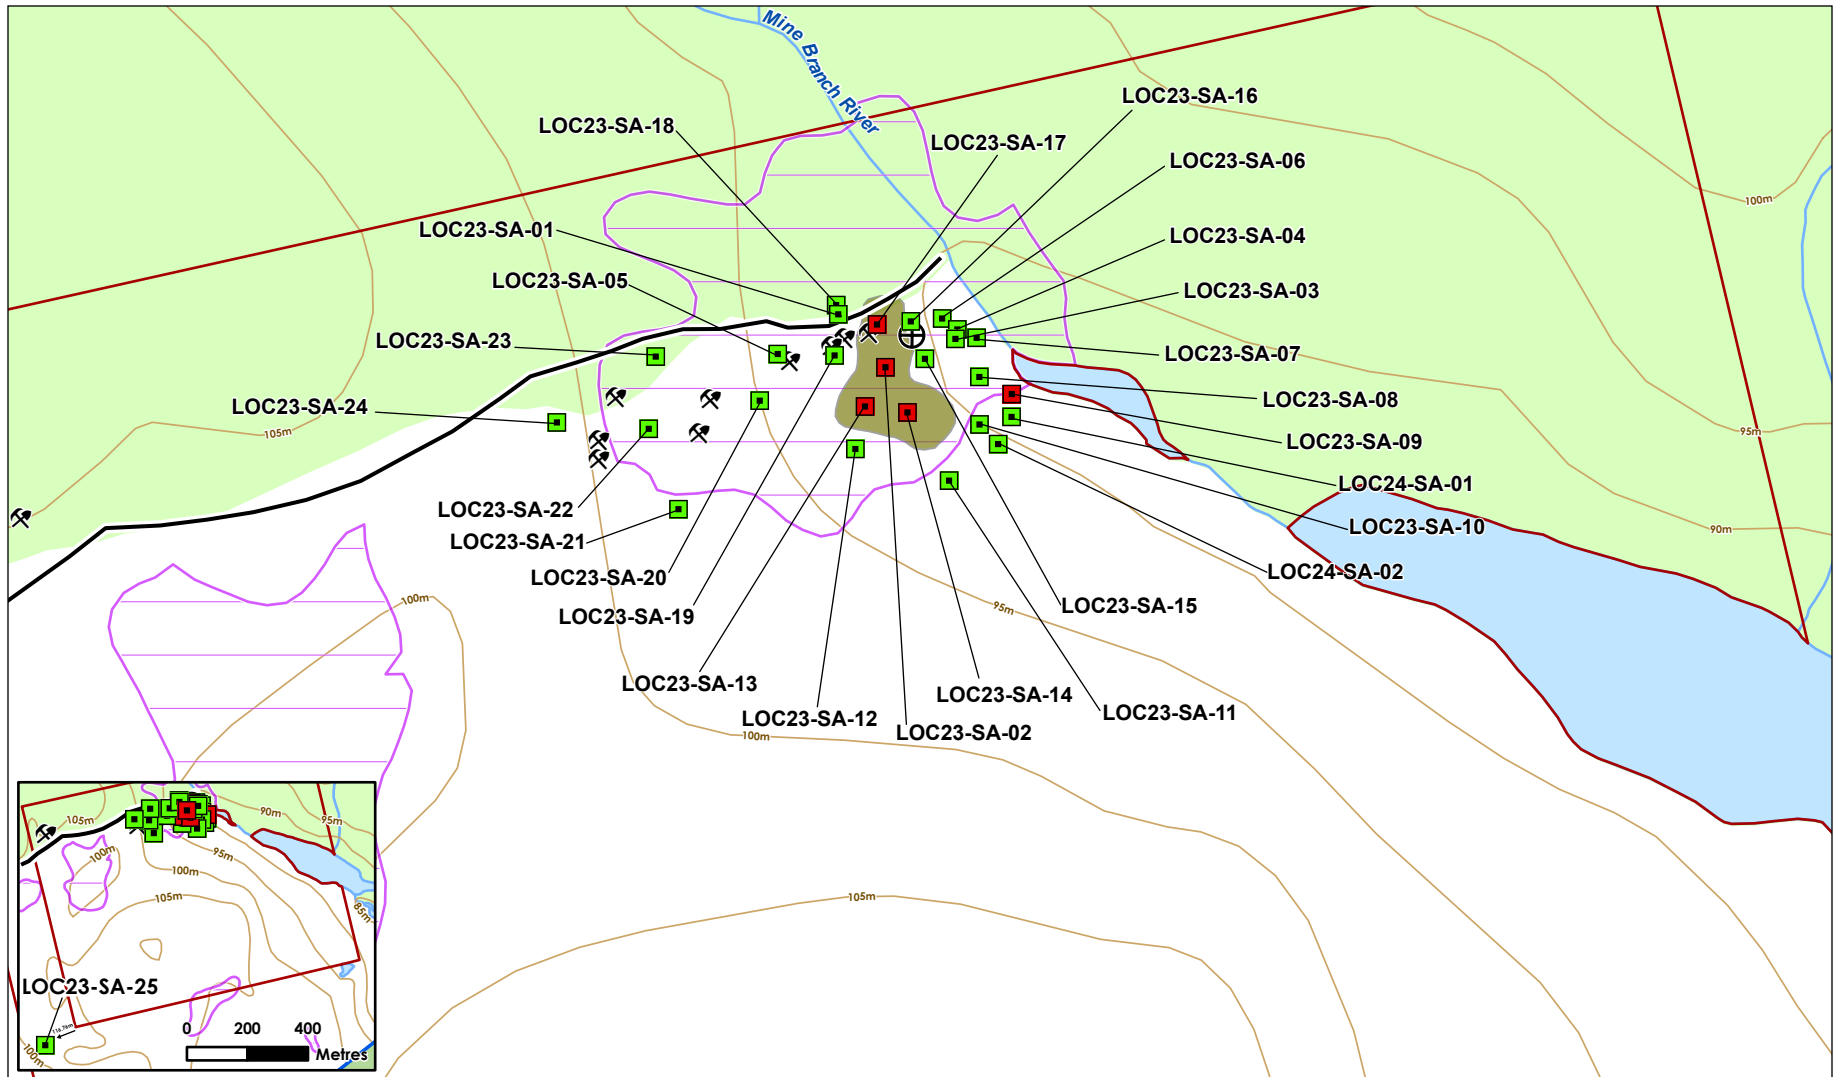 Mine Branch River
LOC23-SA-16
LOC23-SA-18
LOC23-SA-17
LOC23-SA-06
100m
LOC23-SA-01
LOC23-SA-04
LOC23-SA-05
LOC23-SA-03
LOC23-SA-23
LOC23-SA-07
LOC23-SA-08
LOC23-SA-24
105m
95m
LOC23-SA-09
LOC24-SA-01
LOC23-SA-22
LOC23-SA-10
90m
LOC23-SA-21
LOC23-SA-20
LOC24-SA-02
100m
95m
LOC23-SA-15
LOC23-SA-19
LOC23-SA-13
LOC23-SA-14
LOC23-SA-12
LOC23-SA-11
LOC23-SA-02
100m
105m
105m
90m
95m
100m
95m
100m
105m
85m
LOC23-SA-25
100m
0 200 400
Metres